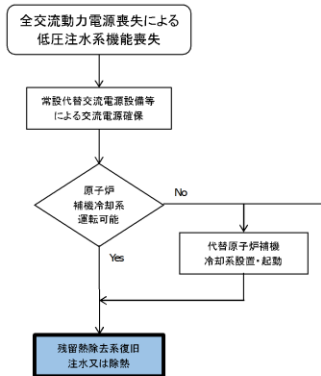 全交流動力電源喪失による
低圧注水系機能喪失
常設代替交流電源設備等
による交流電源確保
原子炉
補機冷却系
運転可能
No
Yes
代替原子炉補機
冷却系設置・起動
残留熱除去系復旧
注水又は除熱